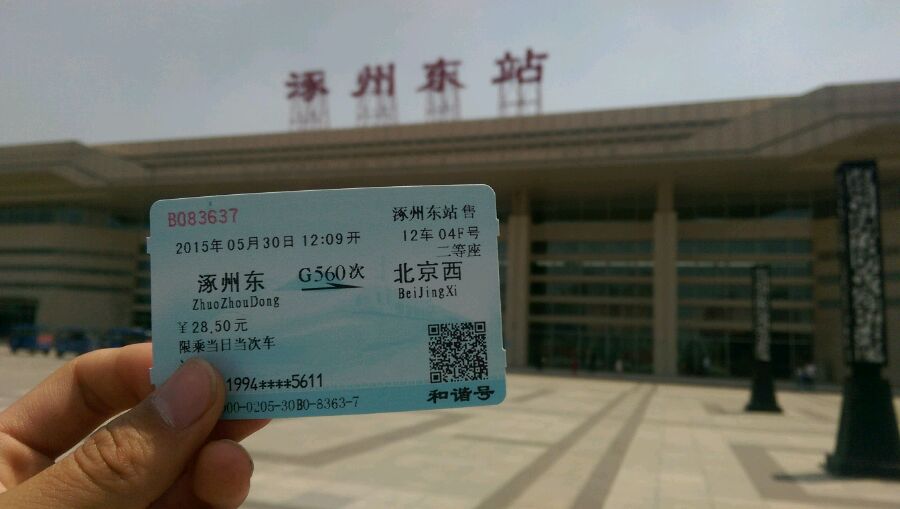 涿州东站
B083637
涿州东站 售
2015年05月30日 12:09开
12车 04F号
二等座
涿州东
G560次
北京西
ZhuoZhouDong
BeiJingXi
￥28.50元
限乘当日当次车
1994****5611
00-0205-30B0-8363-7
和谐号